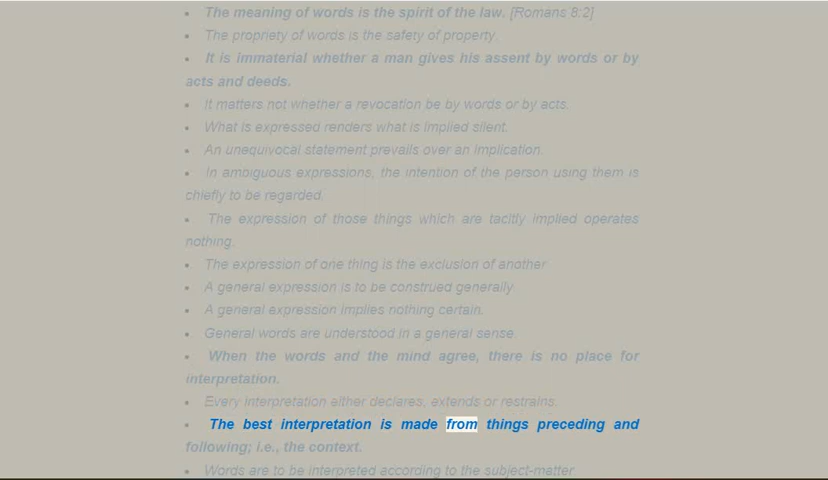 • The meaning of words is the spirit of the law. [Romans 8:2]
• The propriety of words is the safety of property.
• It is immaterial whether a man gives his assent by words or by
acts and deeds.
• It matters not whether a revocation be by words or by acts.
• What is expressed renders what is implied silent.
• An unequivocal statement prevails over an implication.
• In ambiguous expressions, the intention of the person using them is
chiefly to be regarded.
• The expression of those things which are tacitly implied operates
nothing.
• The expression of one thing is the exclusion of another.
• A general expression is to be construed generally.
• A general expression implies nothing certain.
• General words are understood in a general sense.
• When the words and the mind agree, there is no place for
interpretation.
• Every interpretation either declares, extends or restrains.
• The best interpretation is made from things preceding and
following; i.e., the context.
• Words are to be interpreted according to the subject-matter